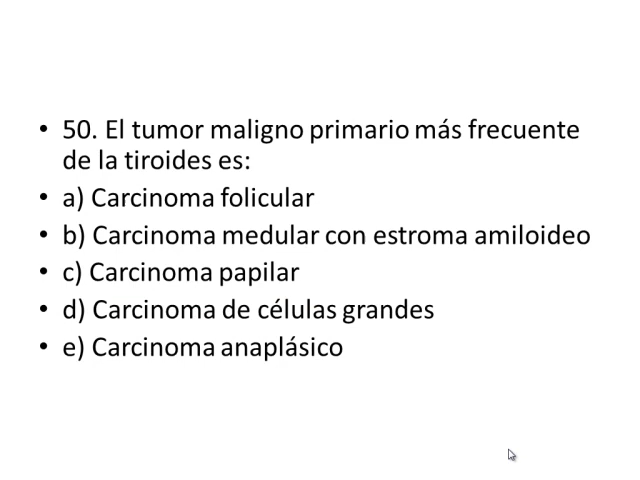 • 50. El tumor maligno primario más frecuente
de la tiroides es:
• a) Carcinoma folicular
• b) Carcinoma medular con estroma amiloideo
• c) Carcinoma papilar
• d) Carcinoma de células grandes
• e) Carcinoma anaplásico